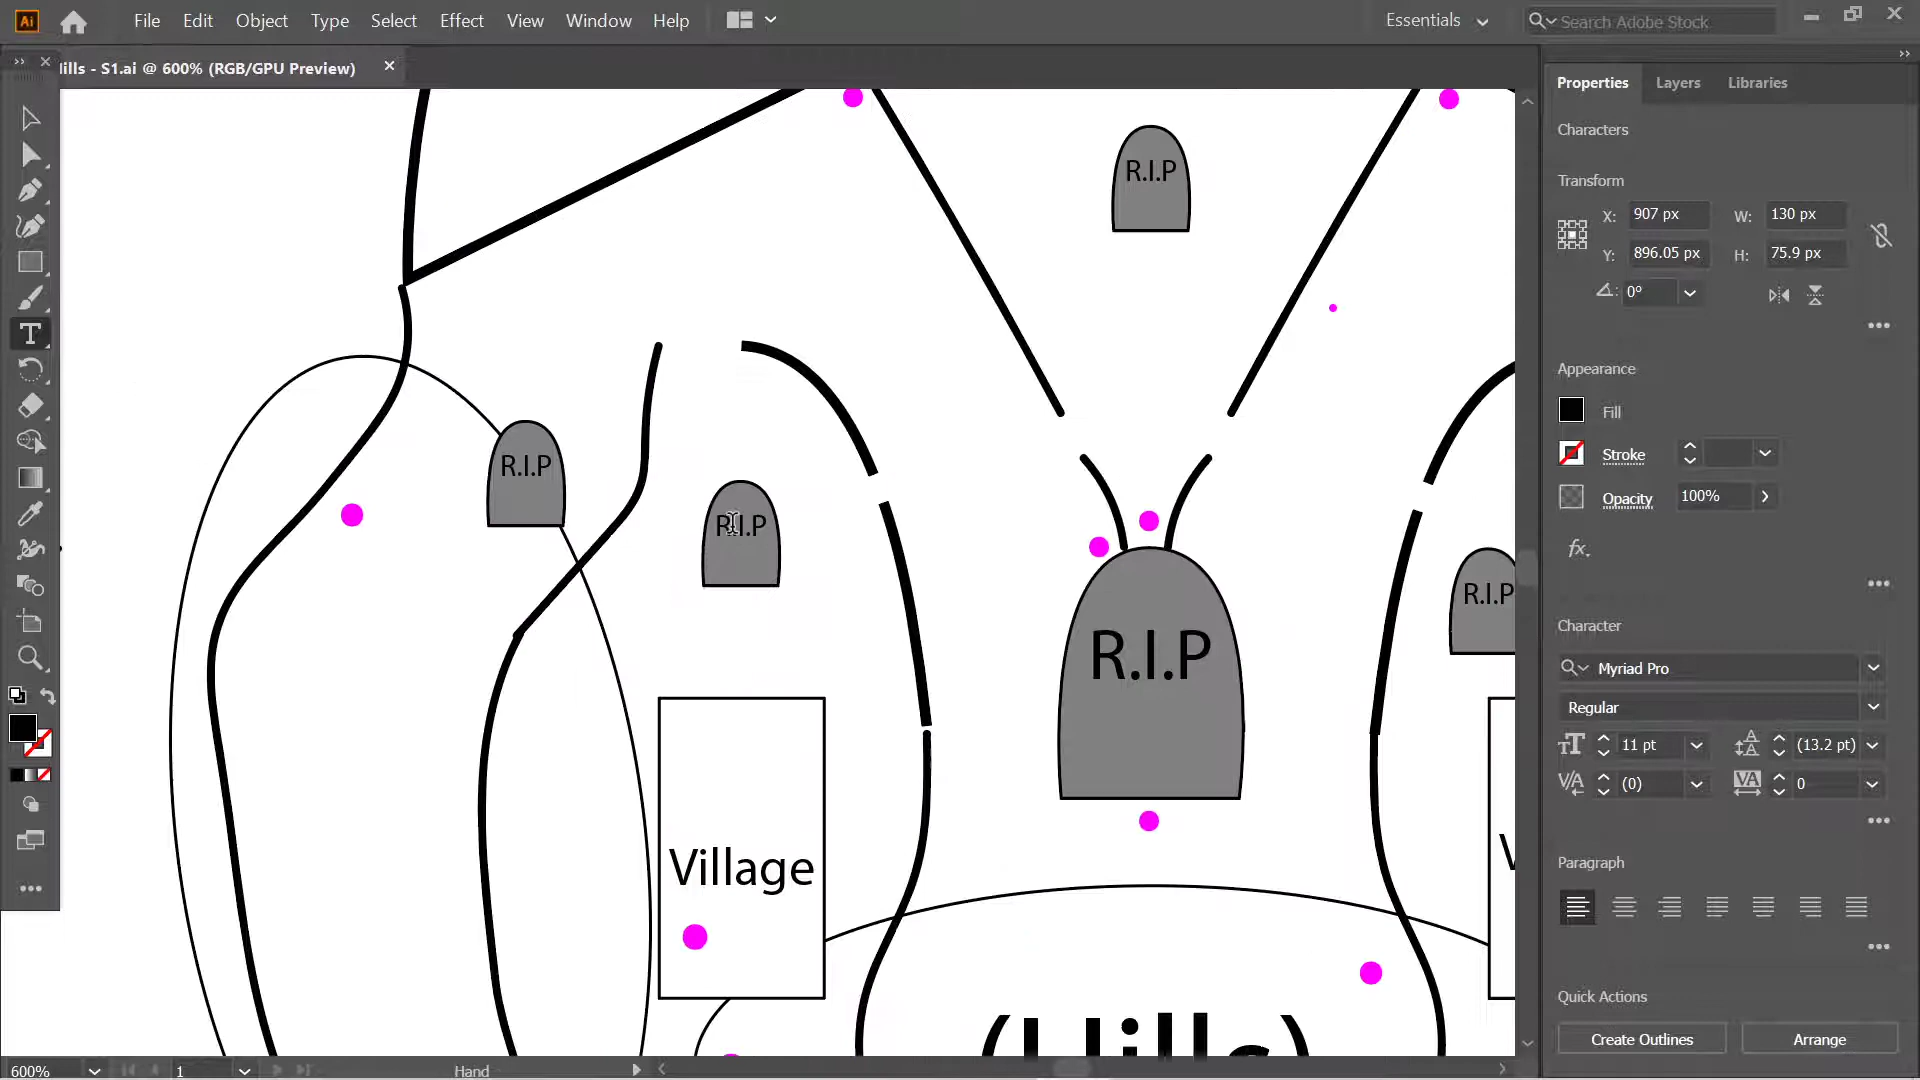 Ai File Edit Object Type Select Effect View Window Help Essentials Search Adobe Stock
ills - S1.ai @ 600% (RGB/GPU Preview)
Properties Layers Libraries
Characters
Transform
X: 907 px W: 130 px
Y: 896.05 px H: 75.9 px
0°
Appearance
Fill
Stroke
Opacity 100%
fx.
Character
Myriad Pro
Regular
11 pt (13.2 pt)
(0) 0
Paragraph
Quick Actions
Create Outlines Arrange
R.I.P
R.I.P
R.I.P
R.I.P
R.I.P
Village
(Hills)
600% 1 Hand